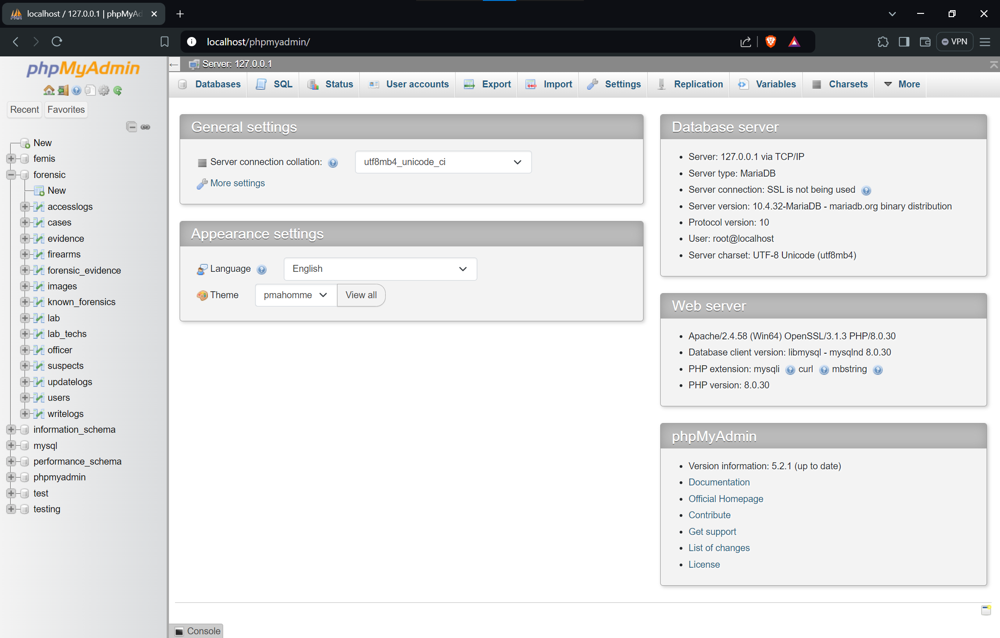 localhost / 127.0.0.1 | phpMyAd
localhost/phpmyadmin/
VPN
phpMyAdmin
Recent
Favorites
New
femis
forensic
New
accesslogs
cases
evidence
firearms
forensic_evidence
images
known_forensics
lab
lab_techs
officer
suspects
updatelogs
users
writelogs
information_schema
mysql
performance_schema
phpmyadmin
test
testing
Server: 127.0.0.1
Databases SQL Status User accounts Export Import Settings Replication Variables Charsets More
General settings
Server connection collation: utf8mb4_unicode_ci
More settings
Appearance settings
Language English
Theme pmahomme View all
Database server
Server: 127.0.0.1 via TCP/IP
Server type: MariaDB
Server connection: SSL is not being used
Server version: 10.4.32-MariaDB - mariadb.org binary distribution
Protocol version: 10
User: root@localhost
Server charset: UTF-8 Unicode (utf8mb4)
Web server
Apache/2.4.58 (Win64) OpenSSL/3.1.3 PHP/8.0.30
Database client version: libmysql - mysqlnd 8.0.30
PHP extension: mysqli curl mbstring
PHP version: 8.0.30
phpMyAdmin
Version information: 5.2.1 (up to date)
Documentation
Official Homepage
Contribute
Get support
List of changes
License
Console